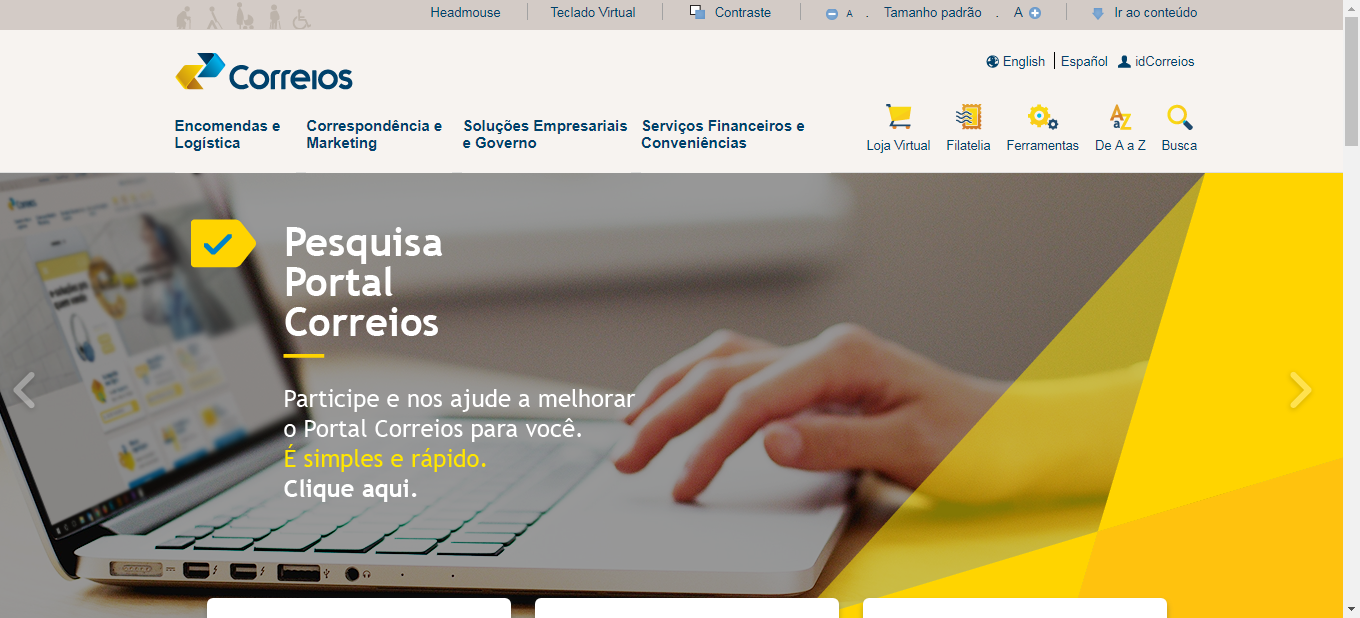 Headmouse
Teclado Virtual
Contraste
A . Tamanho padrão . A
Ir ao conteúdo
English
Español
idCorreios
Correios
Encomendas e
Logística
Correspondência e
Marketing
Soluções Empresariais
e Governo
Serviços Financeiros e
Conveniências
Loja Virtual
Filatelia
Ferramentas
De A a Z
Busca
Pesquisa
Portal
Correios
Participe e nos ajude a melhorar
o Portal Correios para você.
É simples e rápido.
Clique aqui.